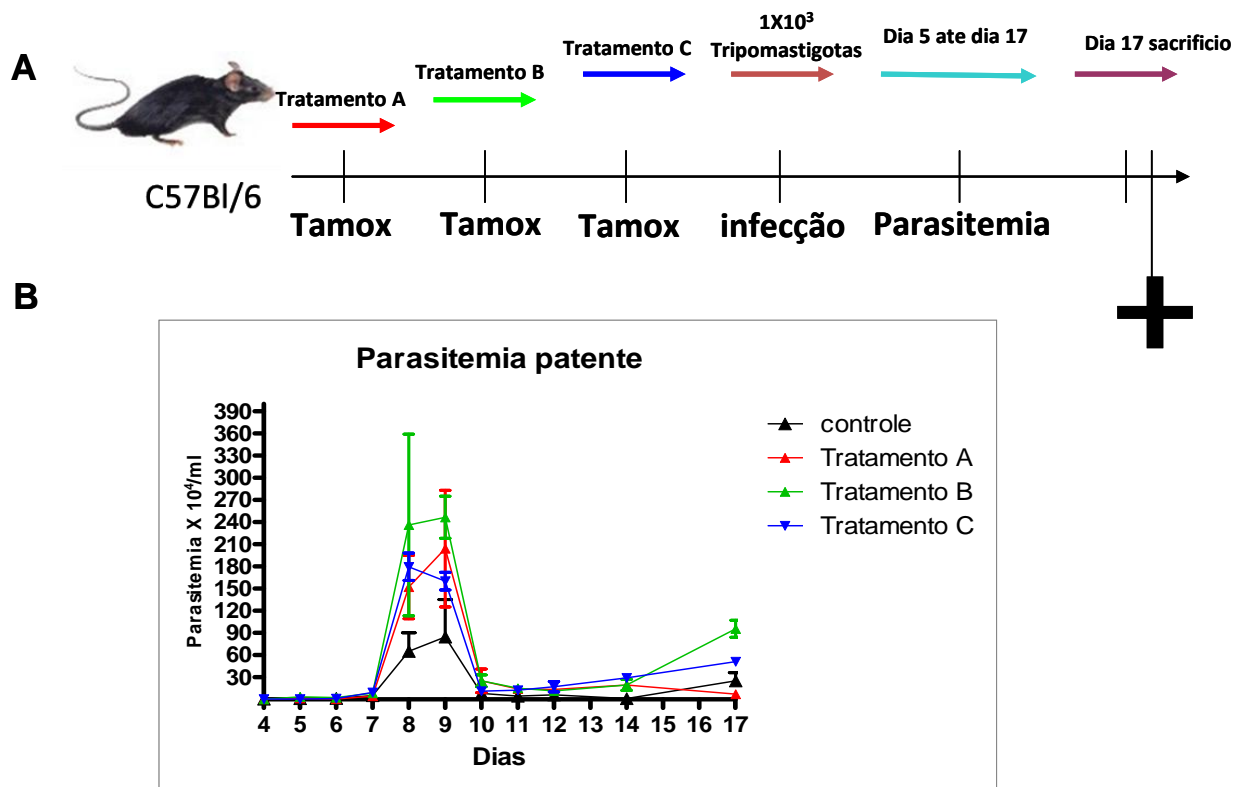 A
C57Bl/6
Tratamento A
Tratamento B
Tratamento C
1X10³
Tripomastigotas
Dia 5 ate dia 17
Dia 17 sacrificio
Tamox
Tamox
Tamox
infecção
Parasitemia
B
Parasitemia patente
Parasitemia X 10⁴/ml
390
360
330
300
270
240
210
180
150
120
90
60
30
4 5 6 7 8 9 10 11 12 13 14 15 16 17
Dias
controle
Tratamento A
Tratamento B
Tratamento C